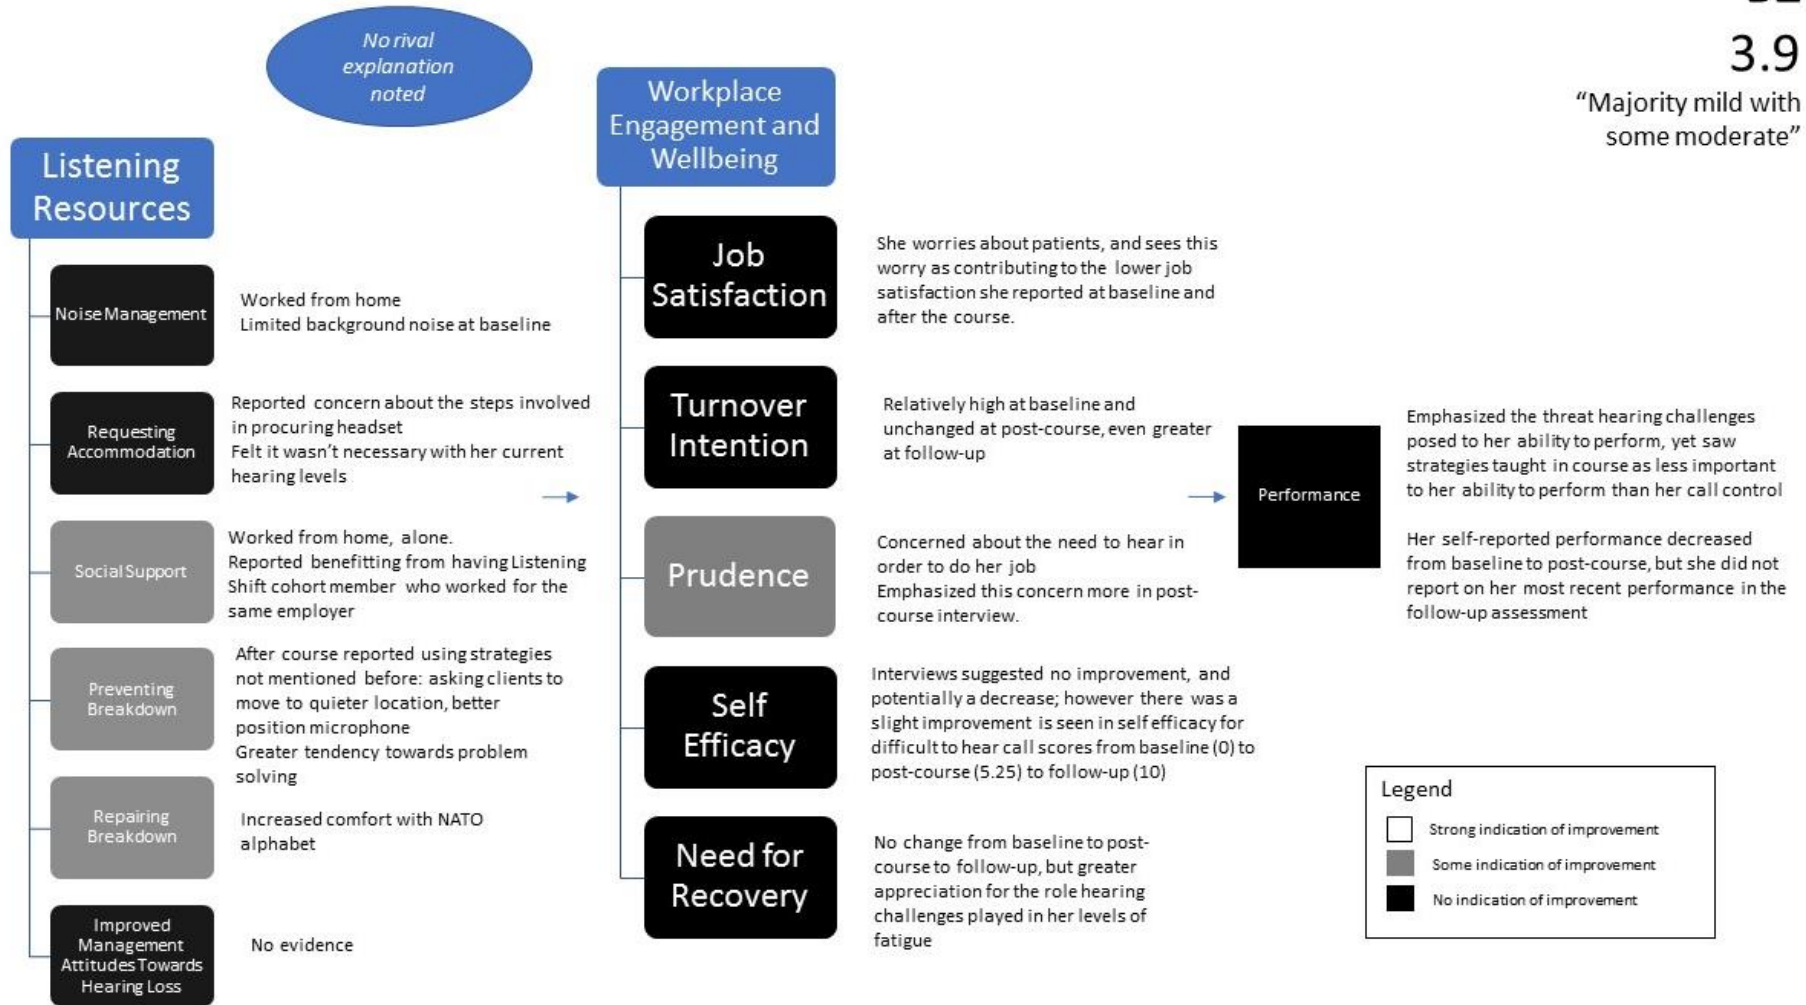 No rival
explanation
noted
3.9
“Majority mild with
some moderate”
Listening
Resources
Noise Management
Worked from home
Limited background noise at baseline
Requesting
Accommodation
Reported concern about the steps involved
in procuring headset
Felt it wasn’t necessary with her current
hearing levels
Social Support
Worked from home, alone.
Reported benefitting from having Listening
Shift cohort member who worked for the
same employer
Preventing
Breakdown
After course reported using strategies
not mentioned before: asking clients to
move to quieter location, better
position microphone
Greater tendency towards problem
solving
Repairing
Breakdown
Increased comfort with NATO
alphabet
Improved
Management
Attitudes Towards
Hearing Loss
No evidence
Workplace
Engagement and
Wellbeing
Job
Satisfaction
She worries about patients, and sees this
worry as contributing to the lower job
satisfaction she reported at baseline and
after the course.
Turnover
Intention
Relatively high at baseline and
unchanged at post-course, even greater
at follow-up
Prudence
Concerned about the need to hear in
order to do her job
Emphasized this concern more in post-
course interview.
Self
Efficacy
Interviews suggested no improvement, and
potentially a decrease; however there was a
slight improvement is seen in self efficacy for
difficult to hear call scores from baseline (0) to
post-course (5.25) to follow-up (10)
Need for
Recovery
No change from baseline to post-
course to follow-up, but greater
appreciation for the role hearing
challenges played in her levels of
fatigue
Performance
Emphasized the threat hearing challenges
posed to her ability to perform, yet saw
strategies taught in course as less important
to her ability to perform than her call control
Her self-reported performance decreased
from baseline to post-course, but she did not
report on her most recent performance in the
follow-up assessment
Legend
Strong indication of improvement
Some indication of improvement
No indication of improvement